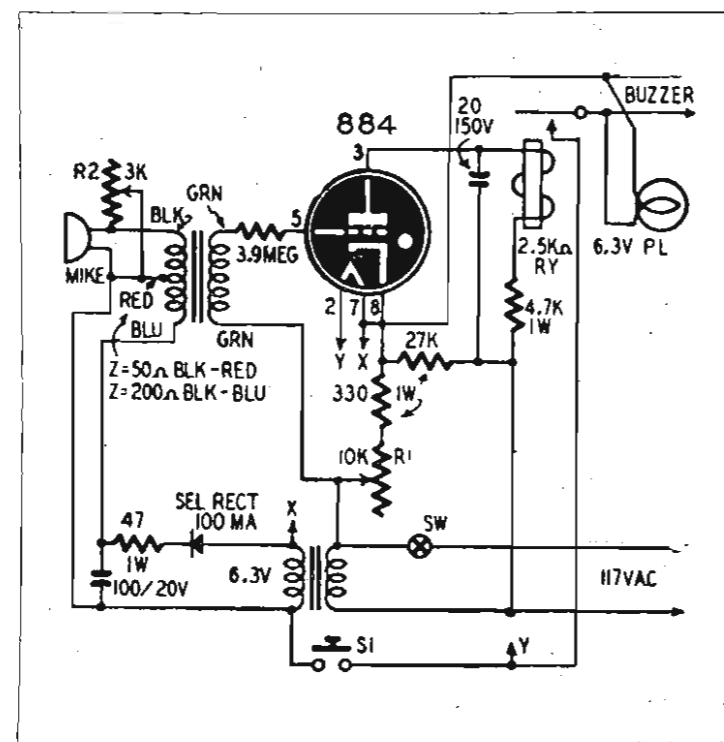 884
20
150V
BUZZER
3
R2 3K
GRN
BLK
5
3.9MEG
MIKE
RED
BLU
GRN
2 7 8
Y X
2.5KΩ
RY
6.3V PL
4.7K
1W
27K
Z=50Ω BLK-RED
Z=200Ω BLK-BLU
330 1W
10K R1
SEL RECT
100 MA
X
47
1W
100/20V
6.3V
SW
117VAC
S1
Y